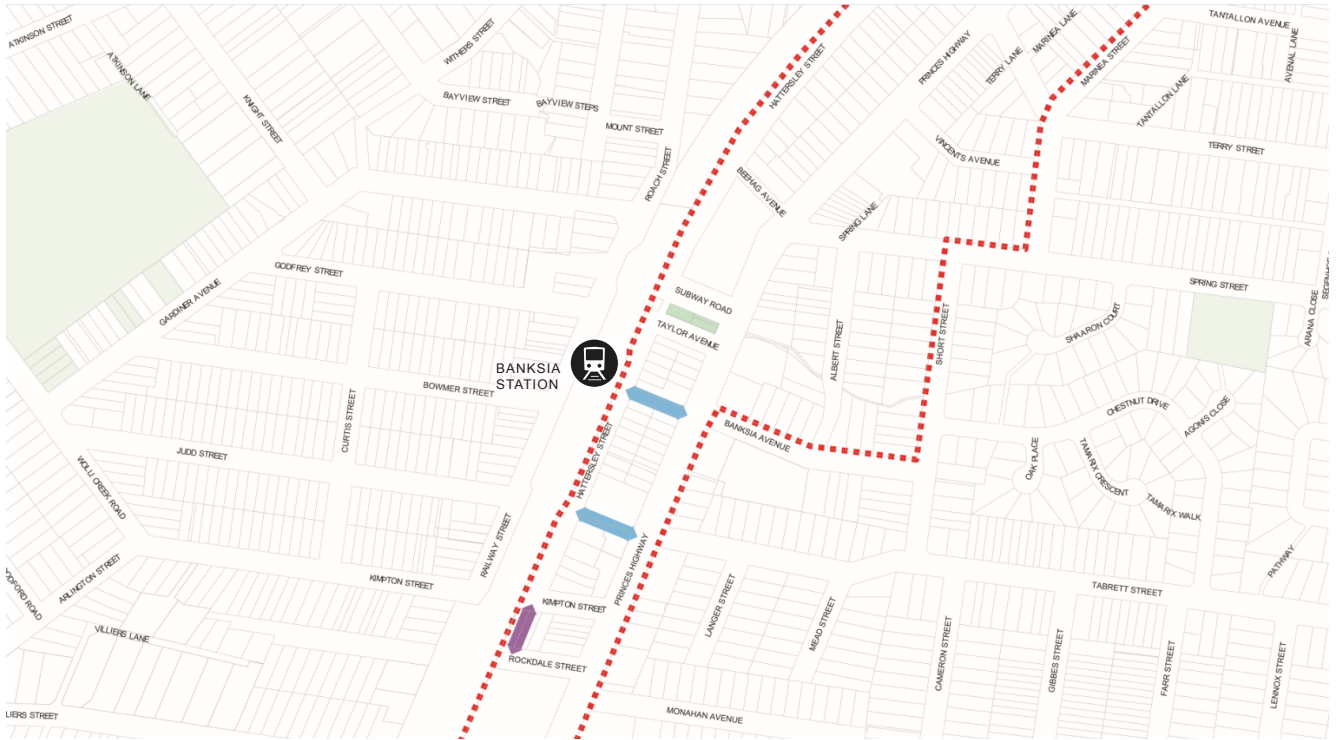 ATKINSON STREET
WITHERS STREET
HATTERSLEY STREET
PRINCES HIGHWAY
TERRY LANE
MARINEA LANE
MARINEA STREET
TANTALLON AVENUE
AVENAL LANE
ATKINSON LANE
KNIGHT STREET
BAYVIEW STREET
BAYVIEW STEPS
MOUNT STREET
TANTALLON LANE
TERRY STREET
VINCENTS AVENUE
ROACH STREET
BEEHAG AVENUE
SPRING LANE
GODFREY STREET
GARDINER AVENUE
SUBWAY ROAD
TAYLOR AVENUE
SPRING STREET
SHAARON COURT
ARANA CLOSE
ALBERT STREET
SHORT STREET
BANKSIA
STATION
BOWMER STREET
CURTIS STREET
CHESTNUT DRIVE
AGONIS CLOSE
BANKSIA AVENUE
JUDD STREET
HATTERSLEY STREET
OAK PLACE
TAMARIX CRESCENT
TAMARIX WALK
WOLLI CREEK ROAD
RAILWAY STREET
PRINCES HIGHWAY
PATHWAY
ARLINGTON STREET
KIMPTON STREET
TABRETT STREET
KIMPTON STREET
LANGER STREET
MEAD STREET
VILLIERS LANE
ROCKDALE STREET
CAMERON STREET
GIBBES STREET
FARR STREET
LENNOX STREET
LIERS STREET
MONAHAN AVENUE